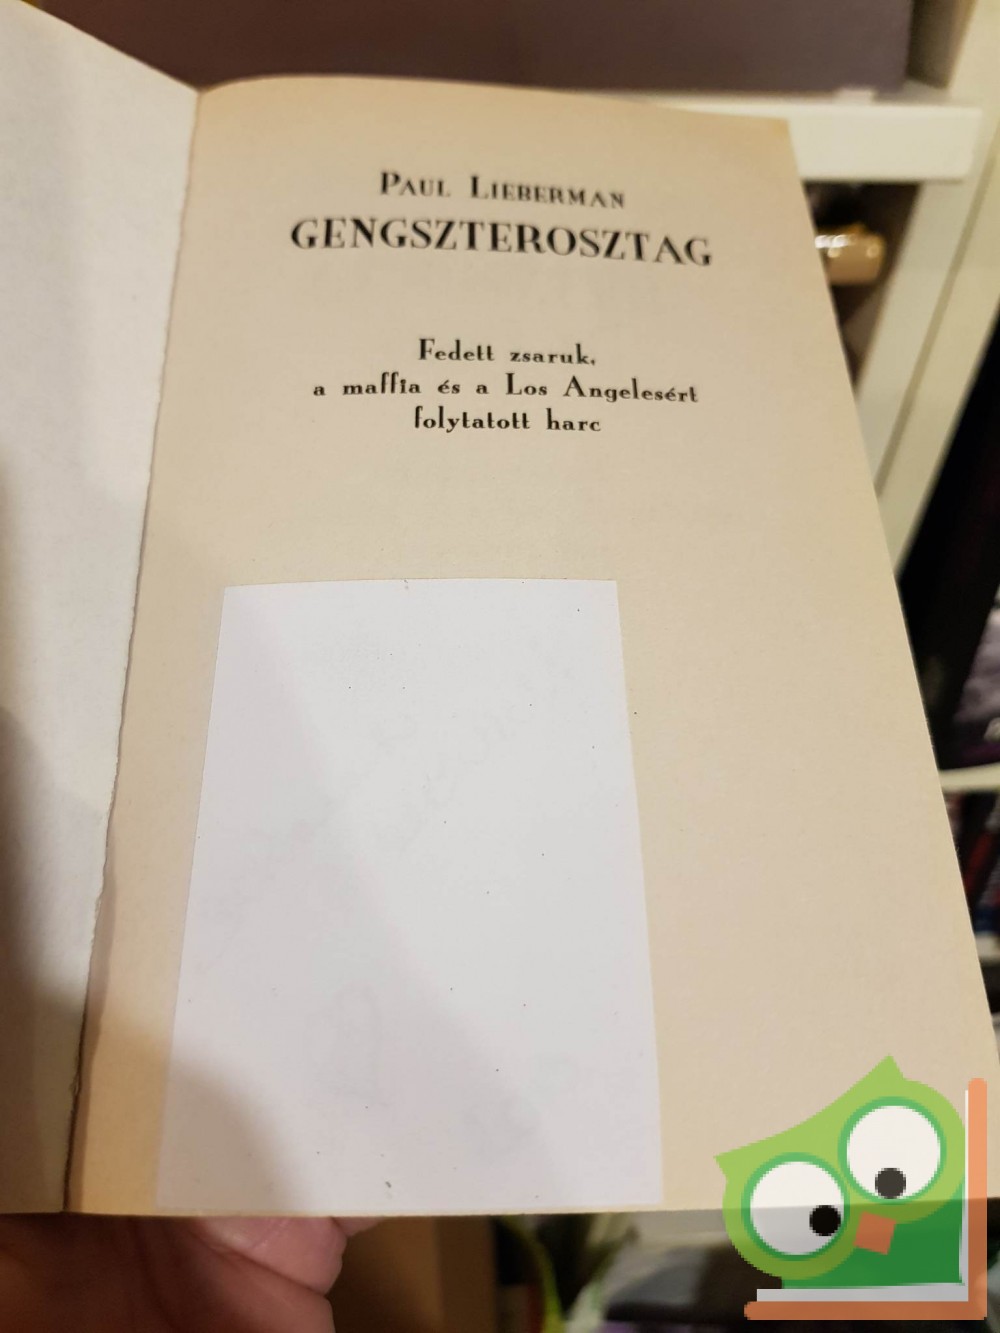 PAUL LIEBERMAN
GENGSZTEROSZTAG
Fedett zsaruk,
a maffia és a Los Angelesért
folytatott harc